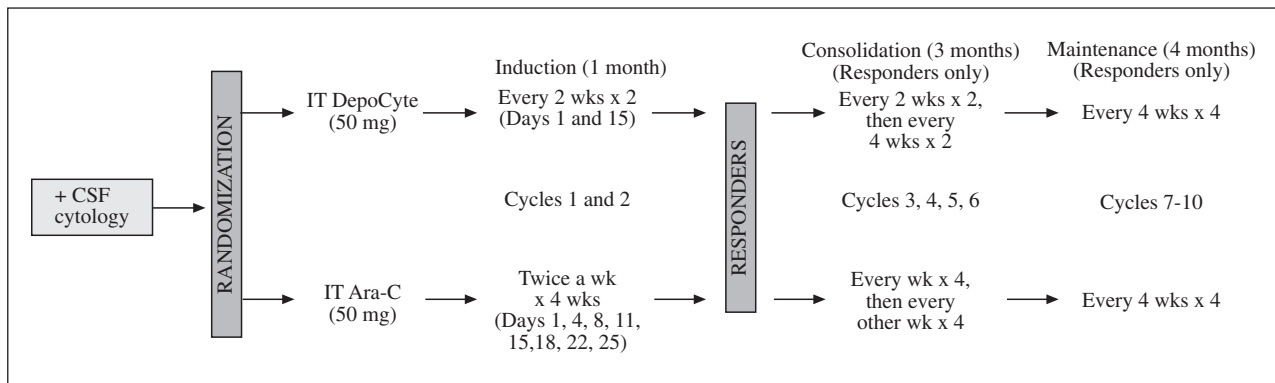 + CSF
cytology
RANDOMIZATION
IT DepoCyte
(50 mg)
Induction (1 month)
Every 2 wks x 2
(Days 1 and 15)
RESPONDERS
Consolidation (3 months)
(Responders only)
Every 2 wks x 2,
then every
4 wks x 2
Maintenance (4 months)
(Responders only)
Every 4 wks x 4
Cycles 1 and 2
Cycles 3, 4, 5, 6
Cycles 7-10
IT Ara-C
(50 mg)
Twice a wk
x 4 wks
(Days 1, 4, 8, 11,
15,18, 22, 25)
Every wk x 4,
then every
other wk x 4
Every 4 wks x 4